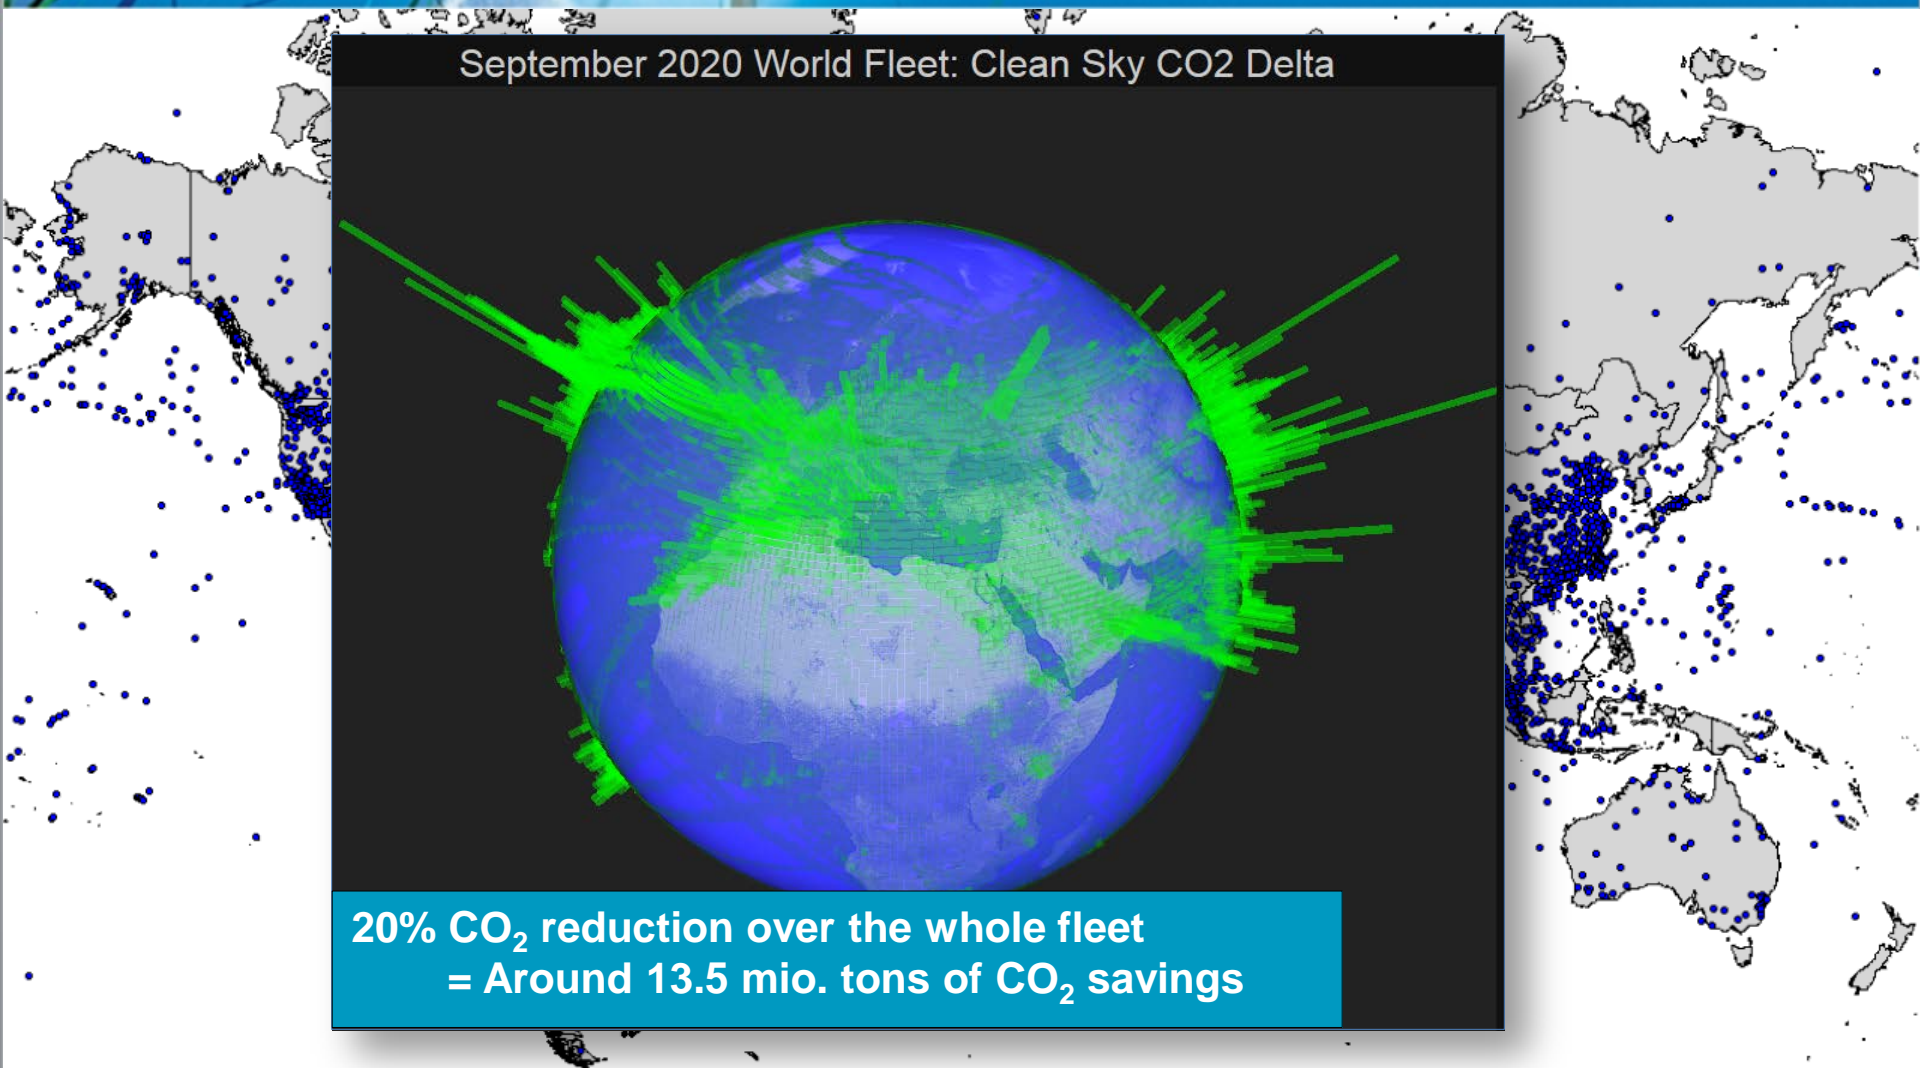 September 2020 World Fleet: Clean Sky CO2 Delta
20% CO₂ reduction over the whole fleet
= Around 13.5 mio. tons of CO₂ savings